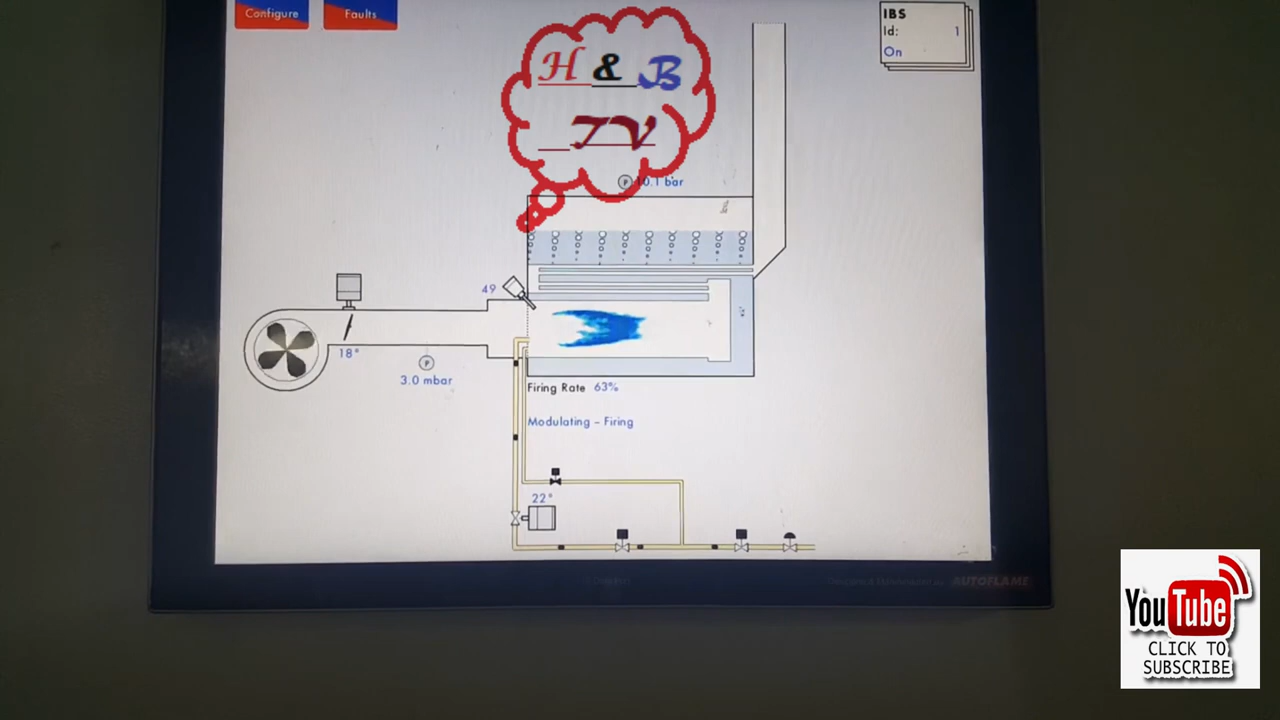 Configure
Faults
IBS
Id: 1
On
H & B
TV
10.1 bar
49
18°
3.0 mbar
Firing Rate 63%
Modulating – Firing
22°
AUTOFLAME
YouTube
CLICK TO
SUBSCRIBE